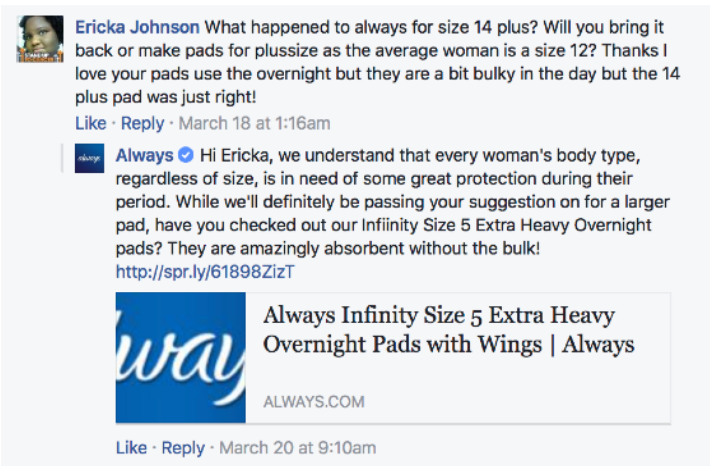 Ericka Johnson What happened to always for size 14 plus? Will you bring it
back or make pads for plussize as the average woman is a size 12? Thanks I
love your pads use the overnight but they are a bit bulky in the day but the 14
plus pad was just right!
Like · Reply · March 18 at 1:16am
always
Always Hi Ericka, we understand that every woman's body type,
regardless of size, is in need of some great protection during their
period. While we'll definitely be passing your suggestion on for a larger
pad, have you checked out our Infiinity Size 5 Extra Heavy Overnight
pads? They are amazingly absorbent without the bulk!
http://spr.ly/61898ZizT
lway
Always Infinity Size 5 Extra Heavy
Overnight Pads with Wings | Always
ALWAYS.COM
Like · Reply · March 20 at 9:10am